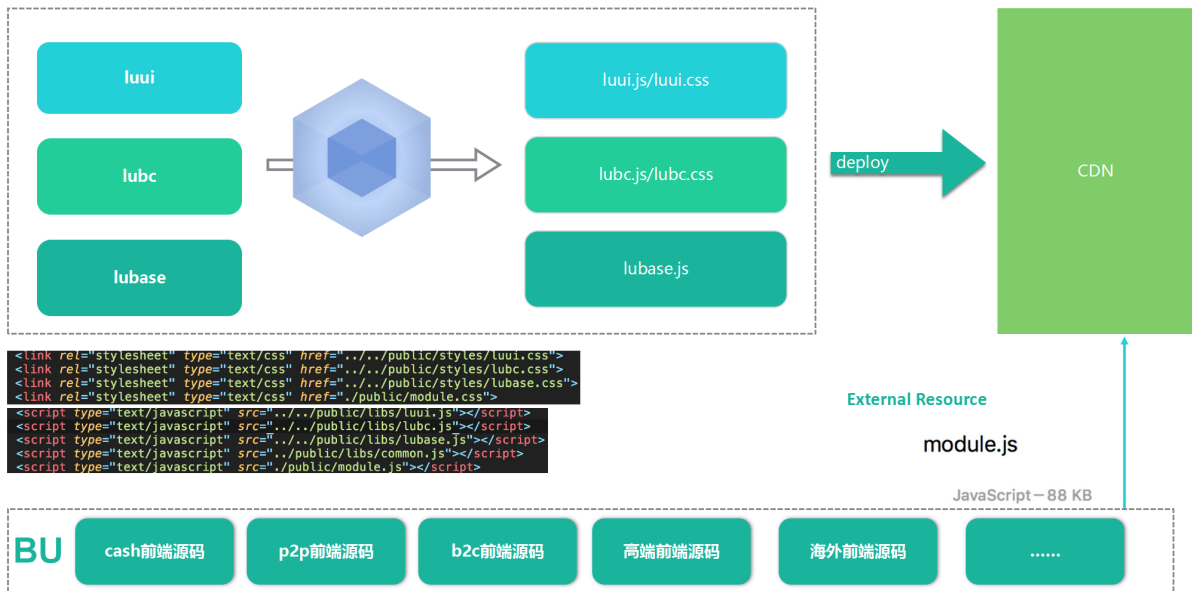 luui
luui.js/luui.css
lubc
lubc.js/lubc.css
lubase
lubase.js
deploy
CDN
<link rel="stylesheet" type="text/css" href="../../public/styles/luui.css">
<link rel="stylesheet" type="text/css" href="../../public/styles/lubc.css">
<link rel="stylesheet" type="text/css" href="../../public/styles/lubase.css">
<link rel="stylesheet" type="text/css" href="./public/module.css">
<script type="text/javascript" src="../../public/libs/luui.js"></script>
<script type="text/javascript" src="../../public/libs/lubc.js"></script>
<script type="text/javascript" src="../../public/libs/lubase.js"></script>
<script type="text/javascript" src="../public/libs/common.js"></script>
<script type="text/javascript" src="./public/module.js"></script>
External Resource
module.js
JavaScript — 88 KB
BU
cash前端源码
p2p前端源码
b2c前端源码
高端前端源码
海外前端源码
......